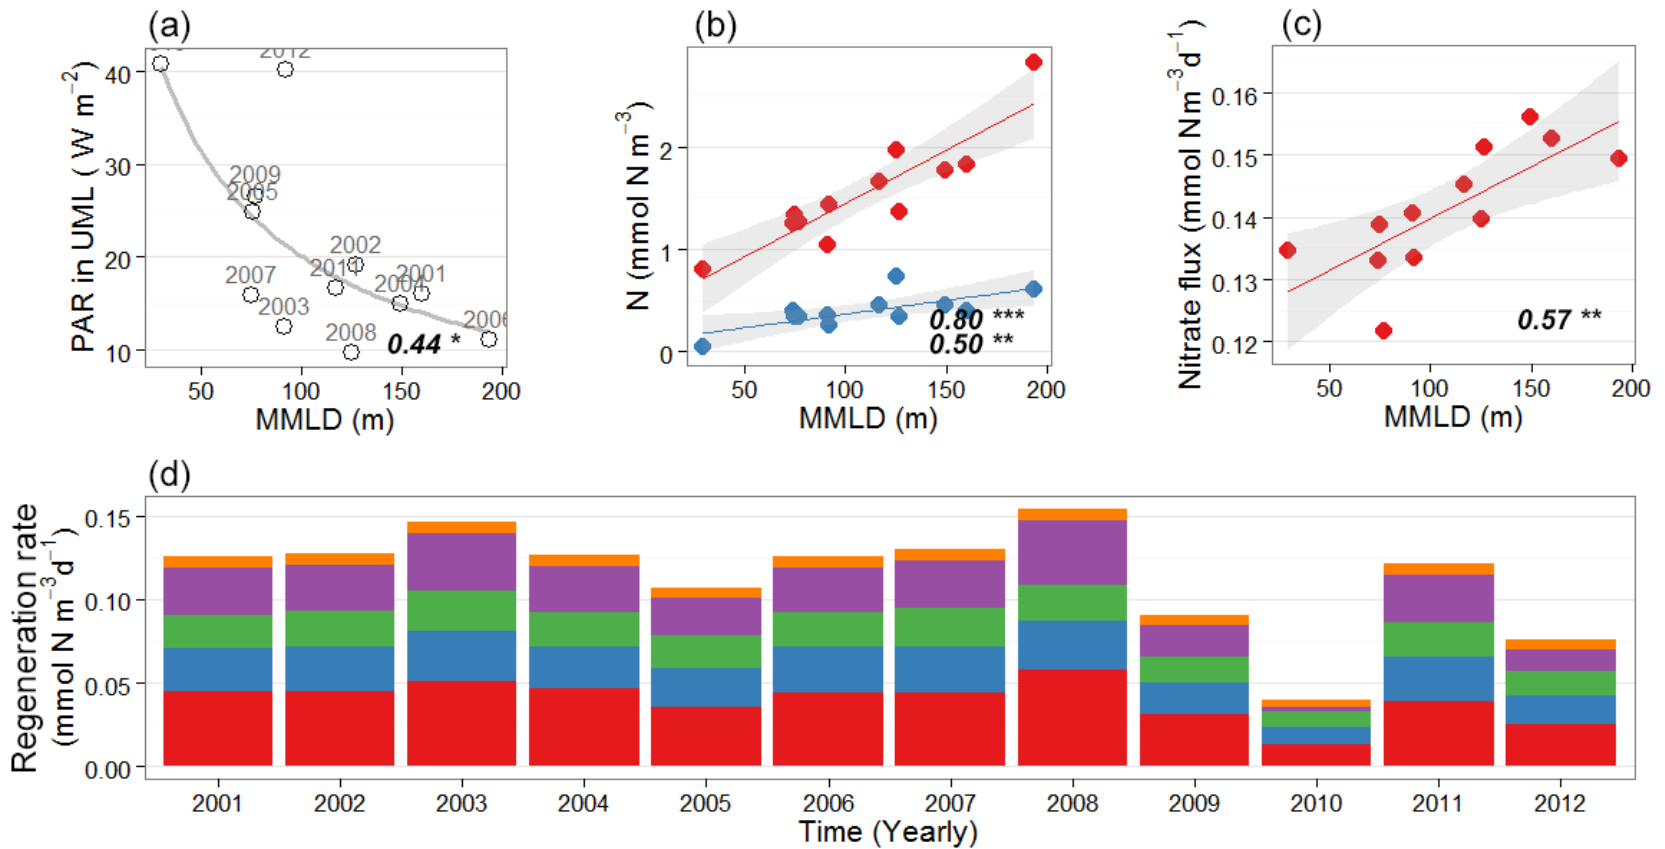 (a)
PAR in UML ( W m⁻²)
40
30
20
10
2012
2009
2005
2002
2001
2004
2007
2003
2008
0.44 *
50 100 150 200
MMLD (m)
(b)
N (mmol N m⁻³)
2
1
0
0.80 ***
0.50 **
50 100 150 200
MMLD (m)
(c)
Nitrate flux (mmol N m⁻³d⁻¹)
0.16
0.15
0.14
0.13
0.12
0.57 **
50 100 150 200
MMLD (m)
(d)
Regeneration rate
(mmol N m⁻³d⁻¹)
0.15
0.10
0.05
0.00
2001 2002 2003 2004 2005 2006 2007 2008 2009 2010 2011 2012
Time (Yearly)